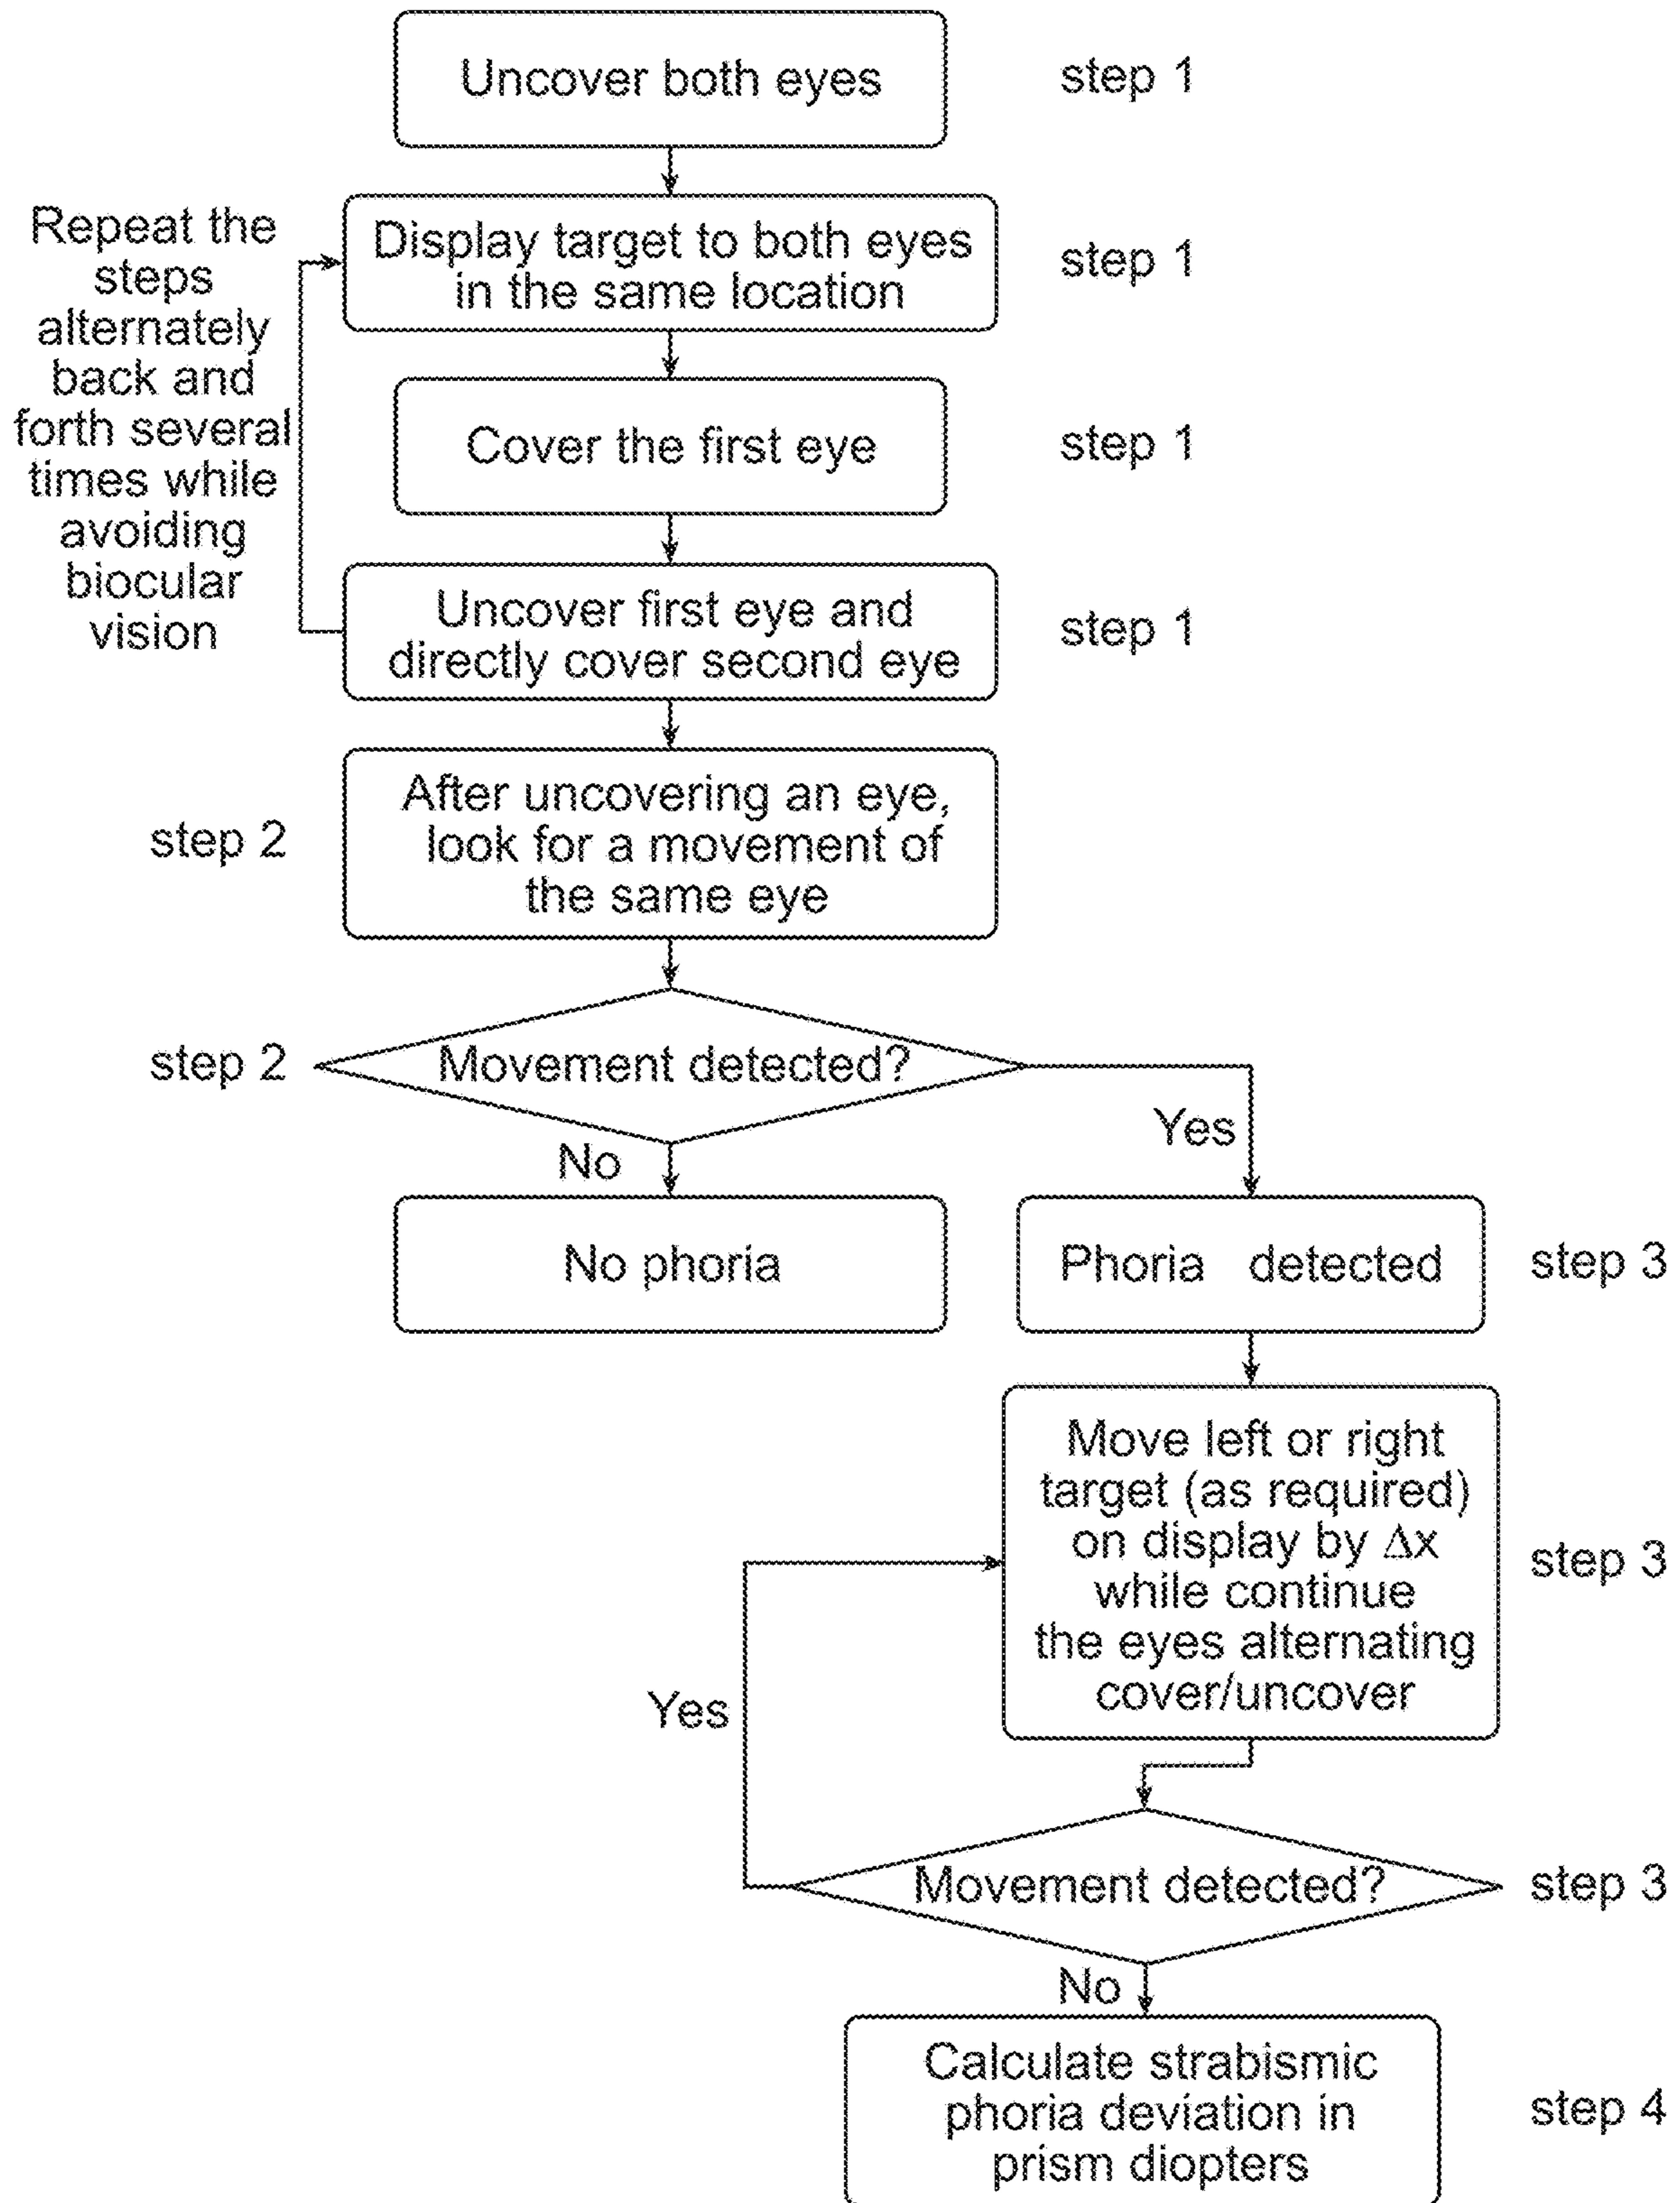 Uncover both eyes
step 1
Repeat the
steps
alternately
back and
forth several
times while
avoiding
biocular
vision
Display target to both eyes
in the same location
step 1
Cover the first eye
step 1
Uncover first eye and
directly cover second eye
step 1
step 2
After uncovering an eye,
look for a movement of
the same eye
step 2
Movement detected?
Yes
No
No phoria
Phoria detected
step 3
Move left or right
target (as required)
on display by Δx
while continue
the eyes alternating
cover/uncover
step 3
Yes
Movement detected?
step 3
No
Calculate strabismic
phoria deviation in
prism diopters
step 4